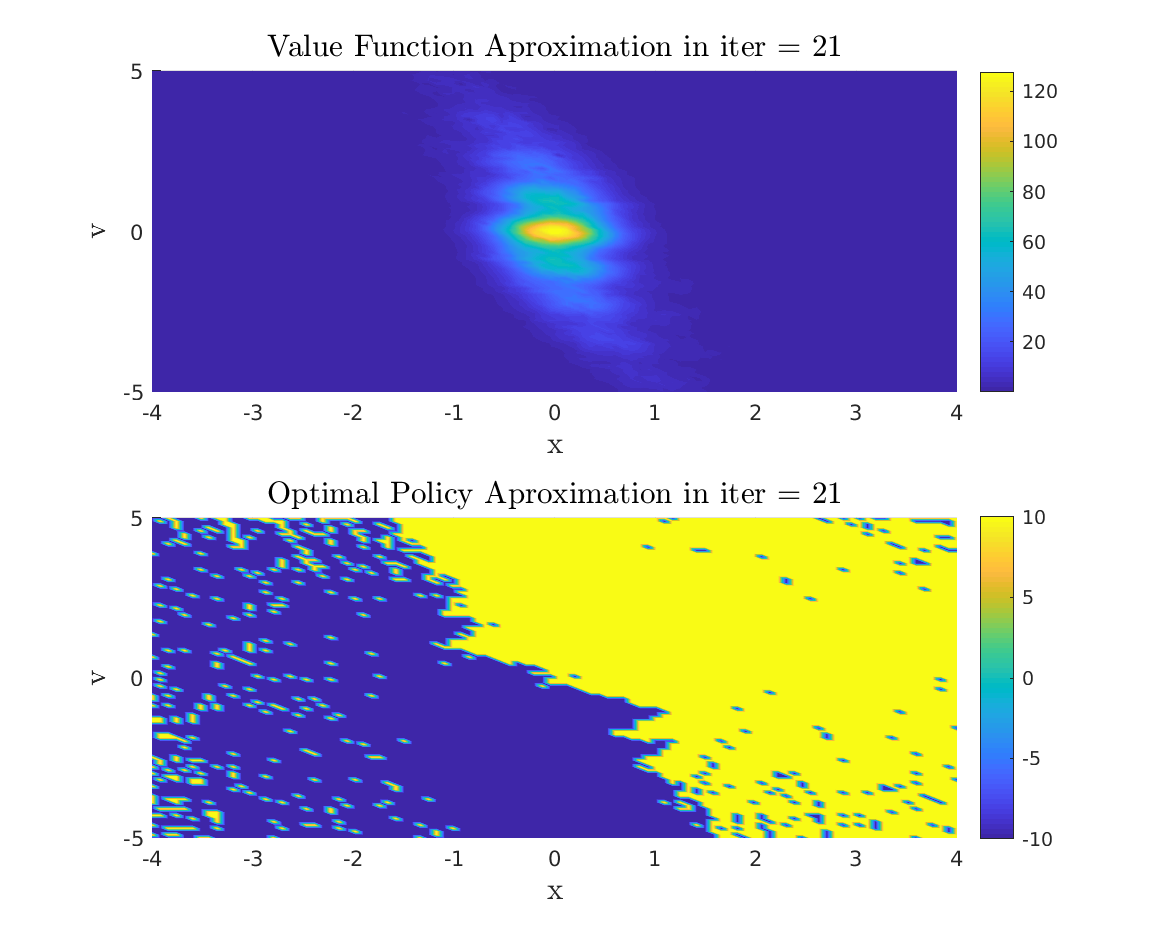 Value Function Aproximation in iter = 21
5
0
-5
v
-4 -3 -2 -1 0 1 2 3 4
x
120
100
80
60
40
20
Optimal Policy Aproximation in iter = 21
5
0
-5
v
-4 -3 -2 -1 0 1 2 3 4
x
10
5
0
-5
-10